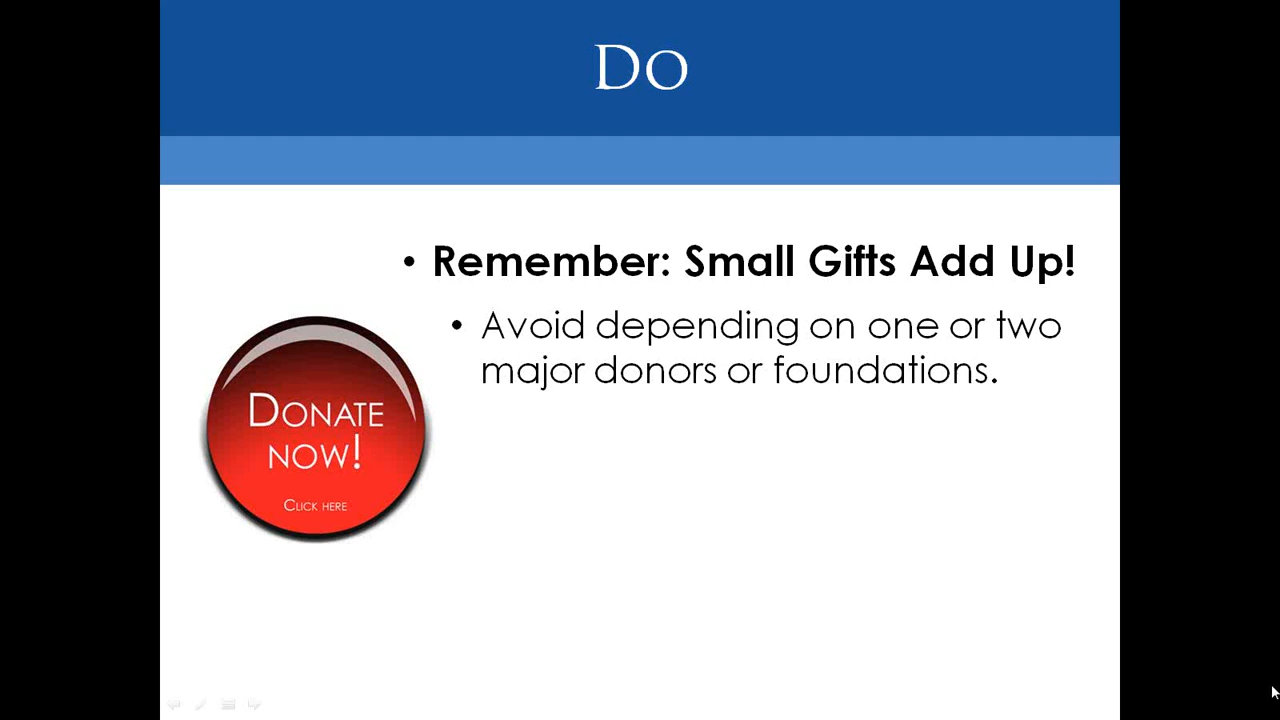 Do
• Remember: Small Gifts Add Up!
• Avoid depending on one or two
major donors or foundations.
Donate
now!
Click here